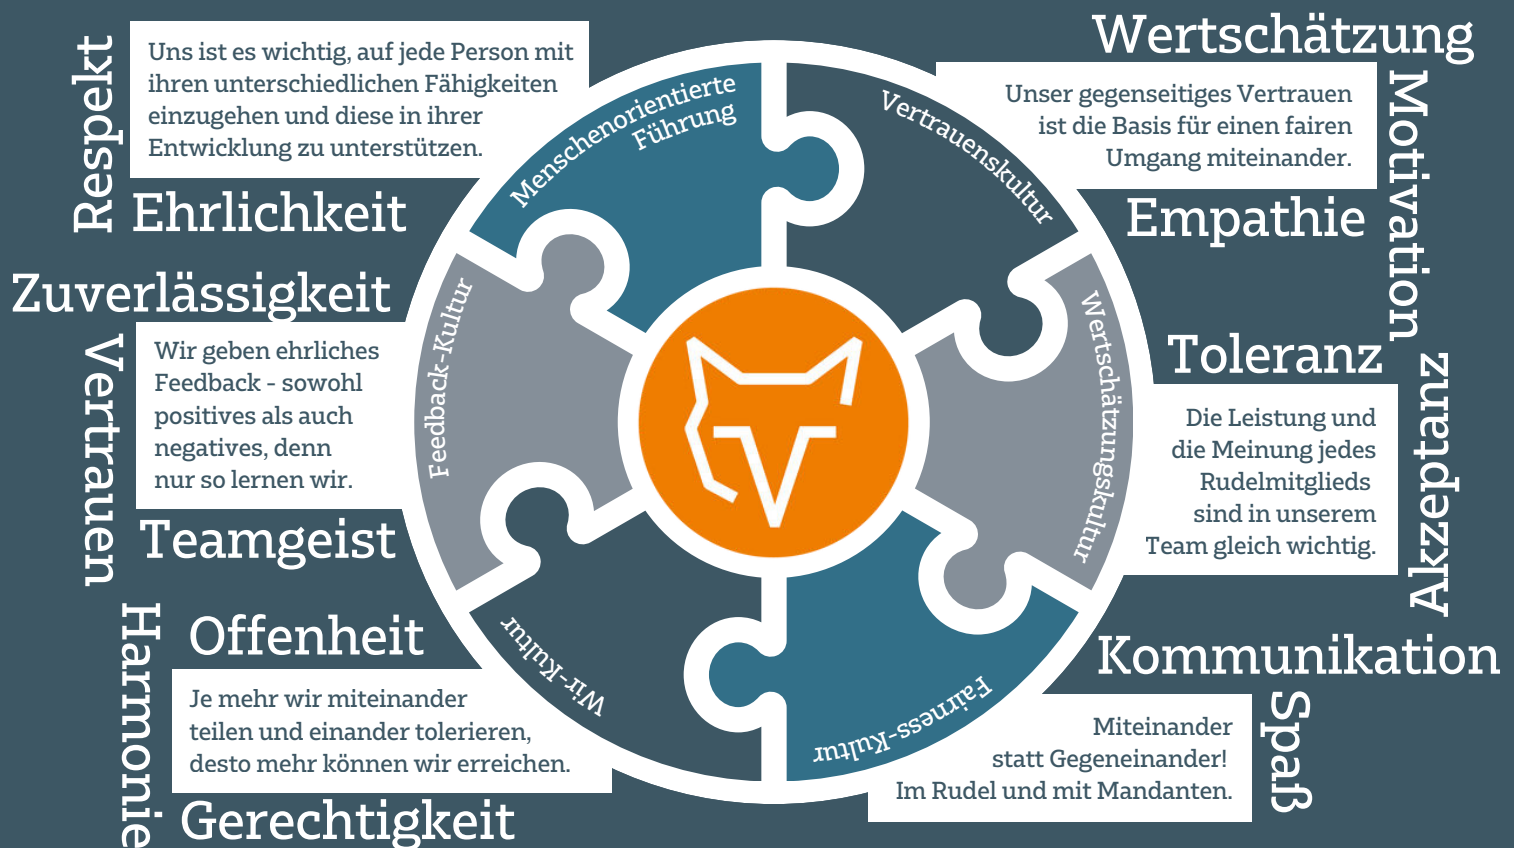 Respekt
Uns ist es wichtig, auf jede Person mit
ihren unterschiedlichen Fähigkeiten
einzugehen und diese in ihrer
Entwicklung zu unterstützen.
Ehrlichkeit
Menschenorientierte
Führung
Vertrauenskultur
Wertschätzung
Unser gegenseitiges Vertrauen
ist die Basis für einen fairen
Umgang miteinander.
Motivation
Empathie
Zuverlässigkeit
Vertrauen
Wir geben ehrliches
Feedback - sowohl
positives als auch
negatives, denn
nur so lernen wir.
Teamgeist
Feedback-Kultur
Wertschätzungskultur
Toleranz
Die Leistung und
die Meinung jedes
Rudelmitglieds
sind in unserem
Team gleich wichtig.
Akzeptanz
Harmonie
Offenheit
Je mehr wir miteinander
teilen und einander tolerieren,
desto mehr können wir erreichen.
Gerechtigkeit
Wir-Kultur
Fairness-Kultur
Kommunikation
Miteinander
statt Gegeneinander!
Im Rudel und mit Mandanten.
Spaß